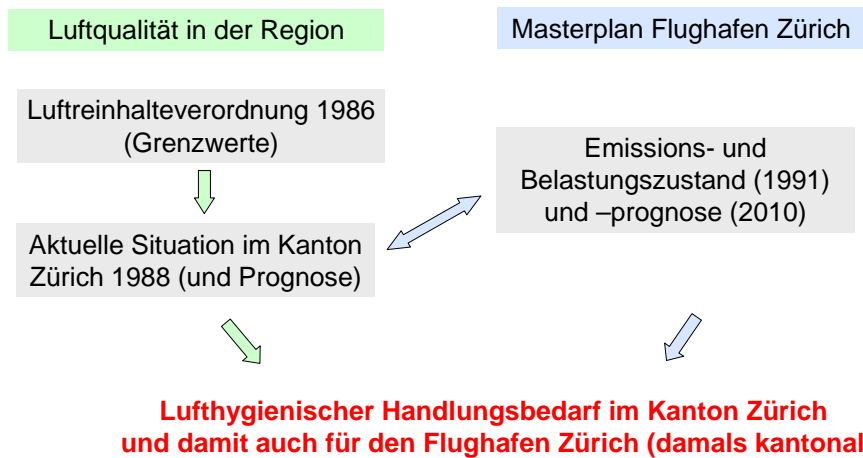 Luftqualität in der Region
Masterplan Flughafen Zürich
Luftreinhalteverordnung 1986
(Grenzwerte)
Emissions- und
Belastungszustand (1991)
und –prognose (2010)
Aktuelle Situation im Kanton
Zürich 1988 (und Prognose)
Lufthygienischer Handlungsbedarf im Kanton Zürich
und damit auch für den Flughafen Zürich (damals kantonal